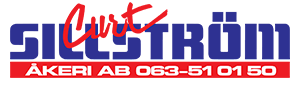 Curt
SILLSTRÖM
ÅKERI AB 063-51 01 50